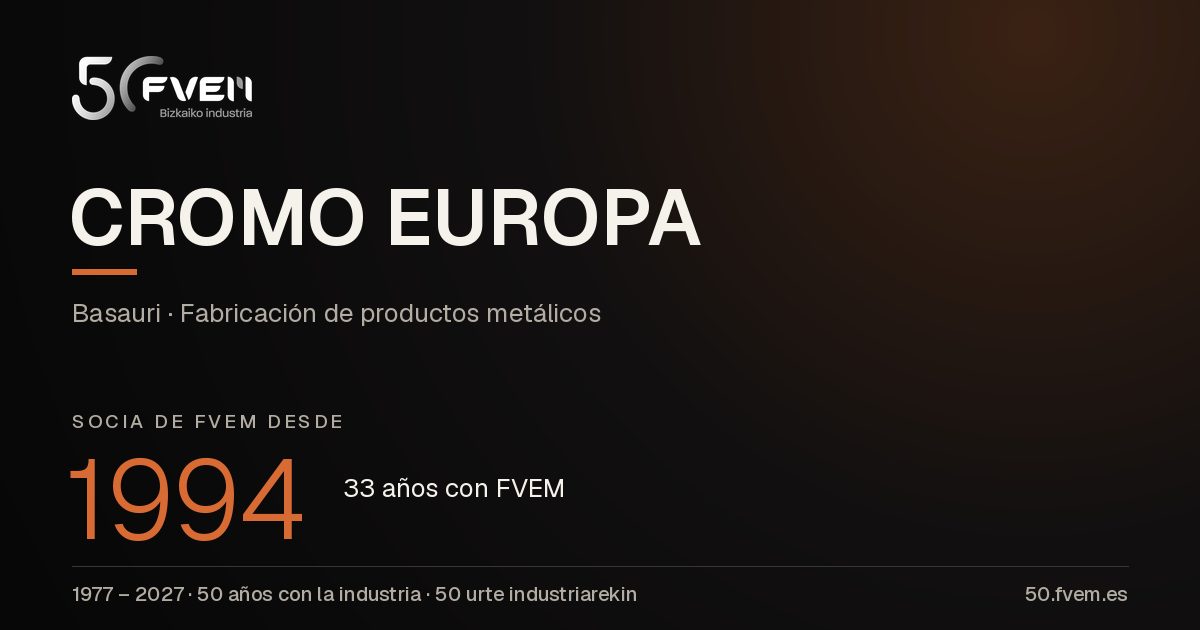 50 FVEM
Bizkaiko industria
CROMO EUROPA
Basauri · Fabricación de productos metálicos
SOCIA DE FVEM DESDE
1994
33 años con FVEM
1977 – 2027 · 50 años con la industria · 50 urte industriarekin
50.fvem.es